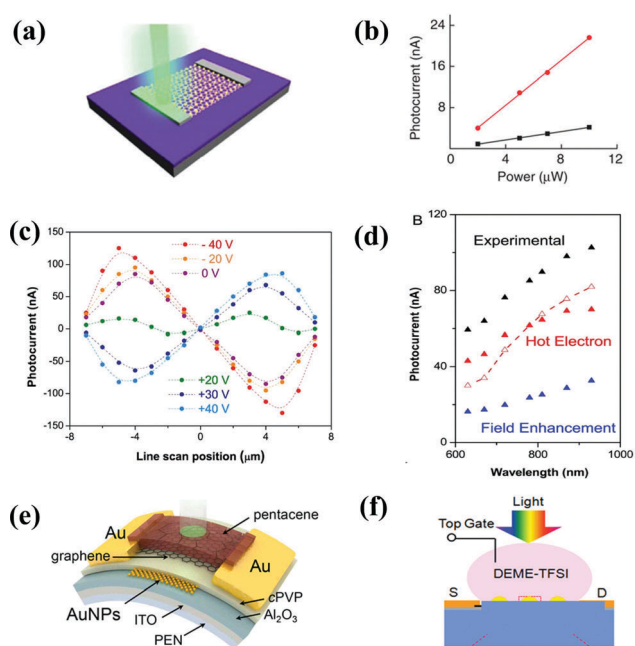 (a)
(b)
Photocurrent (nA)
24
16
8
0 4 8 12
Power (μW)
(c)
Photocurrent (nA)
150
100
50
0
-50
-100
-150
- 40 V
- 20 V
0 V
+20 V
+30 V
+40 V
-8 -4 0 4 8
Line scan position (μm)
(d)
B
Photocurrent (nA)
120
80
40
0
Experimental
Hot Electron
Field Enhancement
600 700 800 900 1000
Wavelength (nm)
(e)
pentacene
Au
graphene
Au
AuNPs
cPVP
ITO
Al₂O₃
PEN
(f)
Light
Top Gate
DEME-TFSI
S
D